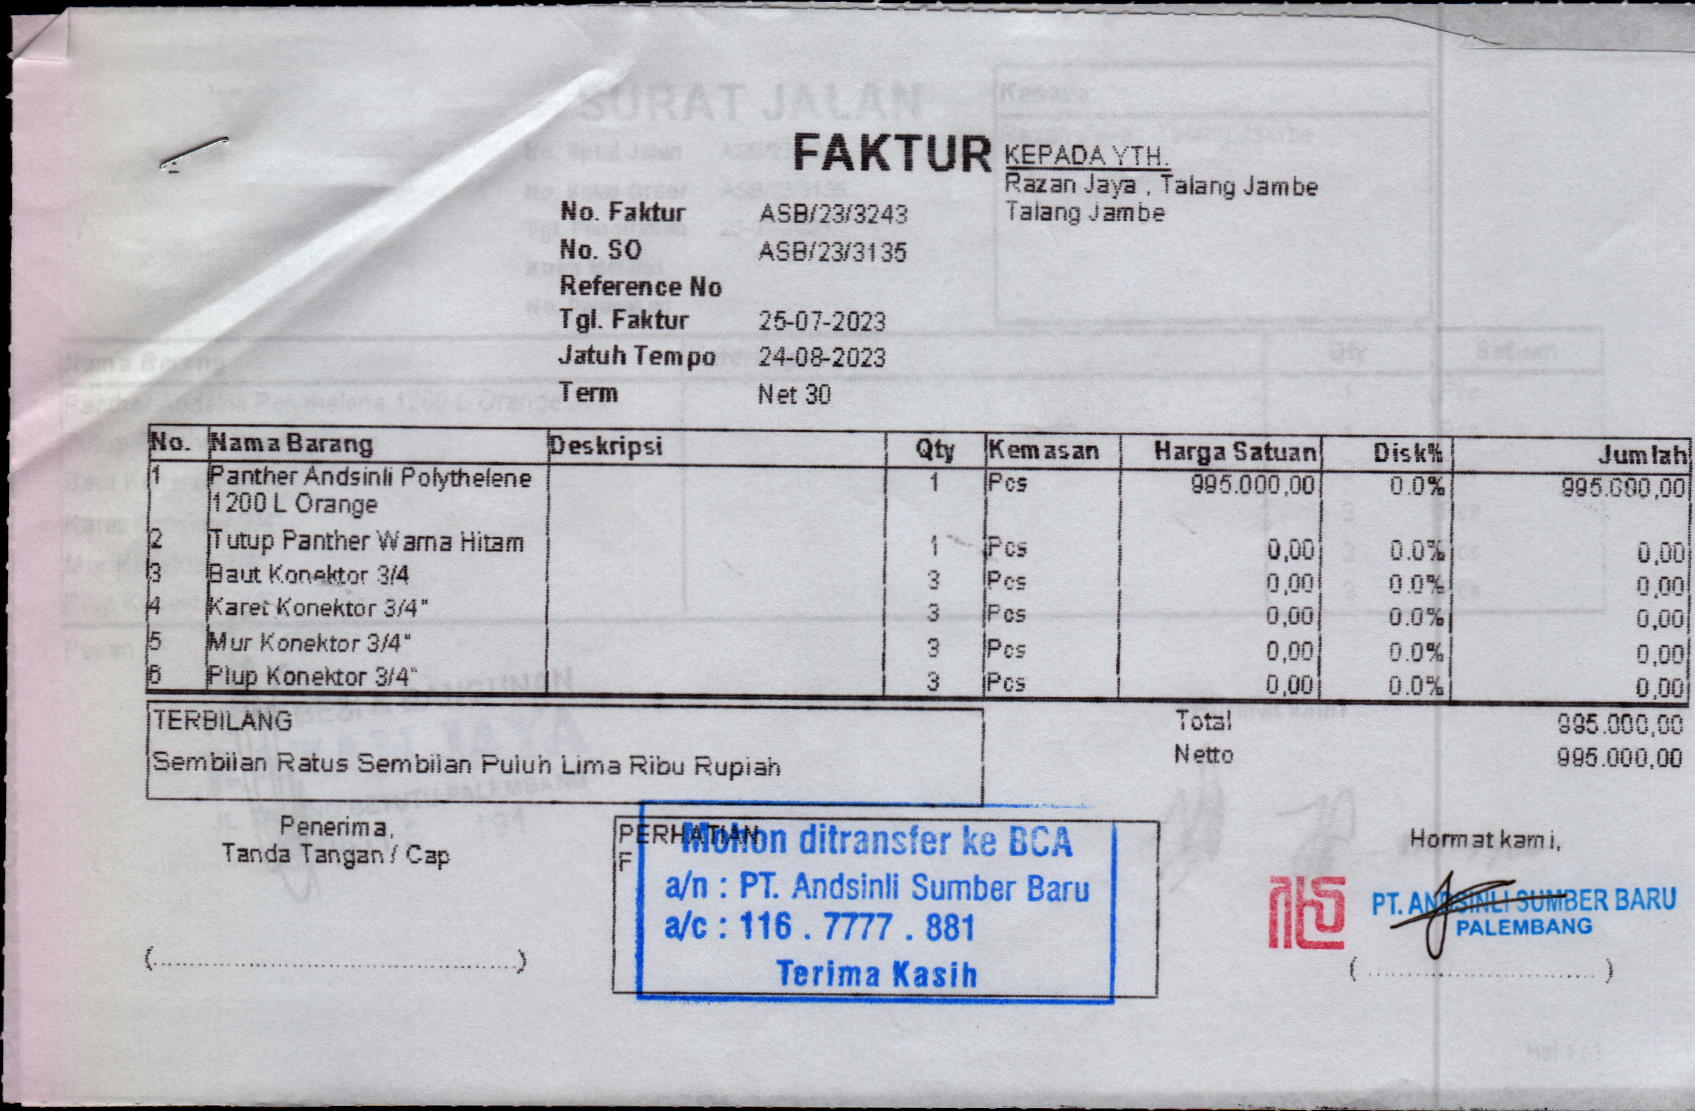 FAKTUR
KEPADA YTH.
Razan Jaya , Talang Jambe
Talang Jambe
No. Faktur ASB/23/3243
No. SO ASB/23/3135
Reference No
Tgl. Faktur 25-07-2023
Jatuh Tempo 24-08-2023
Term Net 30
No. Nama Barang Deskripsi Qty Kemasan Harga Satuan Disk% Jumlah
1 Panther Andsinli Polythelene 1 Pcs 995.000,00 0.0% 995.000,00
1200 L Orange
2 Tutup Panther Warna Hitam 1 Pcs 0,00 0.0% 0,00
3 Baut Konektor 3/4 3 Pcs 0,00 0.0% 0,00
4 Karet Konektor 3/4" 3 Pcs 0,00 0.0% 0,00
5 Mur Konektor 3/4" 3 Pcs 0,00 0.0% 0,00
6 Plup Konektor 3/4" 3 Pcs 0,00 0.0% 0,00
TERBILANG
Sembilan Ratus Sembilan Puluh Lima Ribu Rupiah
Total 995.000,00
Netto 995.000,00
Penerima,
Tanda Tangan / Cap
PERHATIAN
F
Mohon ditransfer ke BCA
a/n : PT. Andsinli Sumber Baru
a/c : 116 . 7777 . 881
Terima Kasih
Hormat kami,
PT. ANDSINLI SUMBER BARU
PALEMBANG